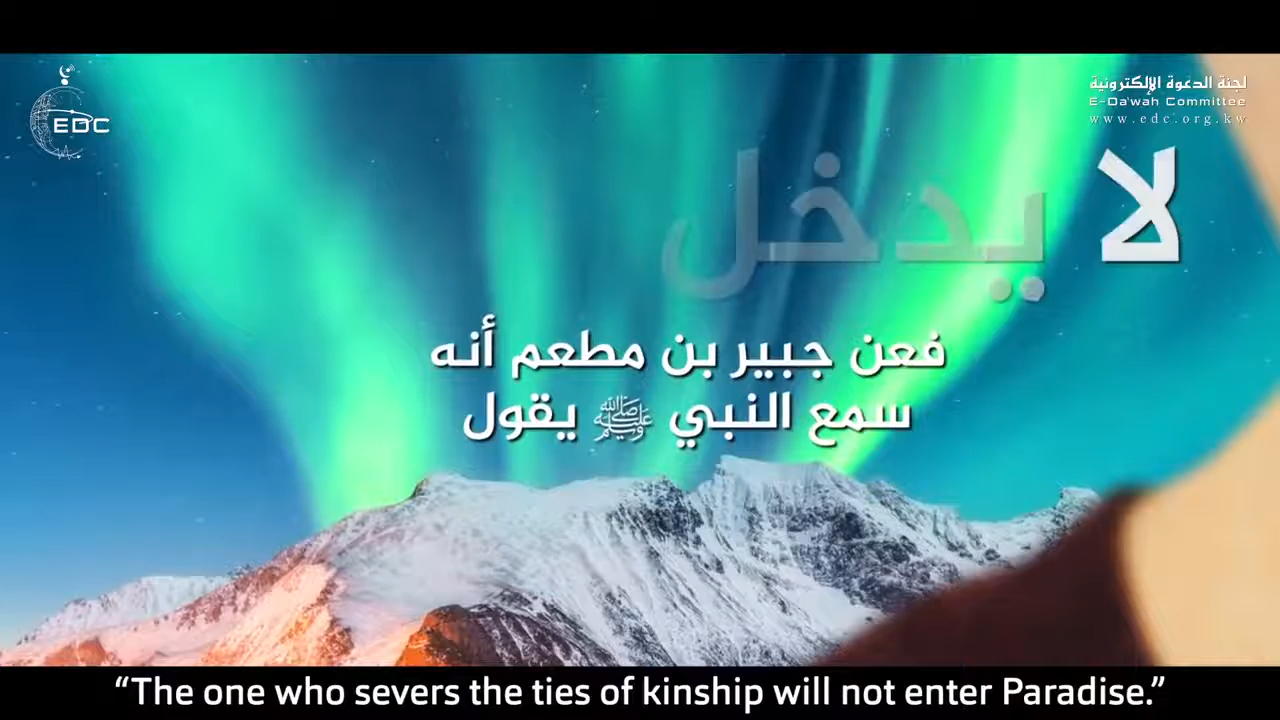 EDC
لجنة الدعوة الإلكترونية
E-Da'wah Committee
www.edc.org.kw
لا يدخل
فعن جبير بن مطعم أنه
سمع النبي ﷺ يقول
“The one who severs the ties of kinship will not enter Paradise.”